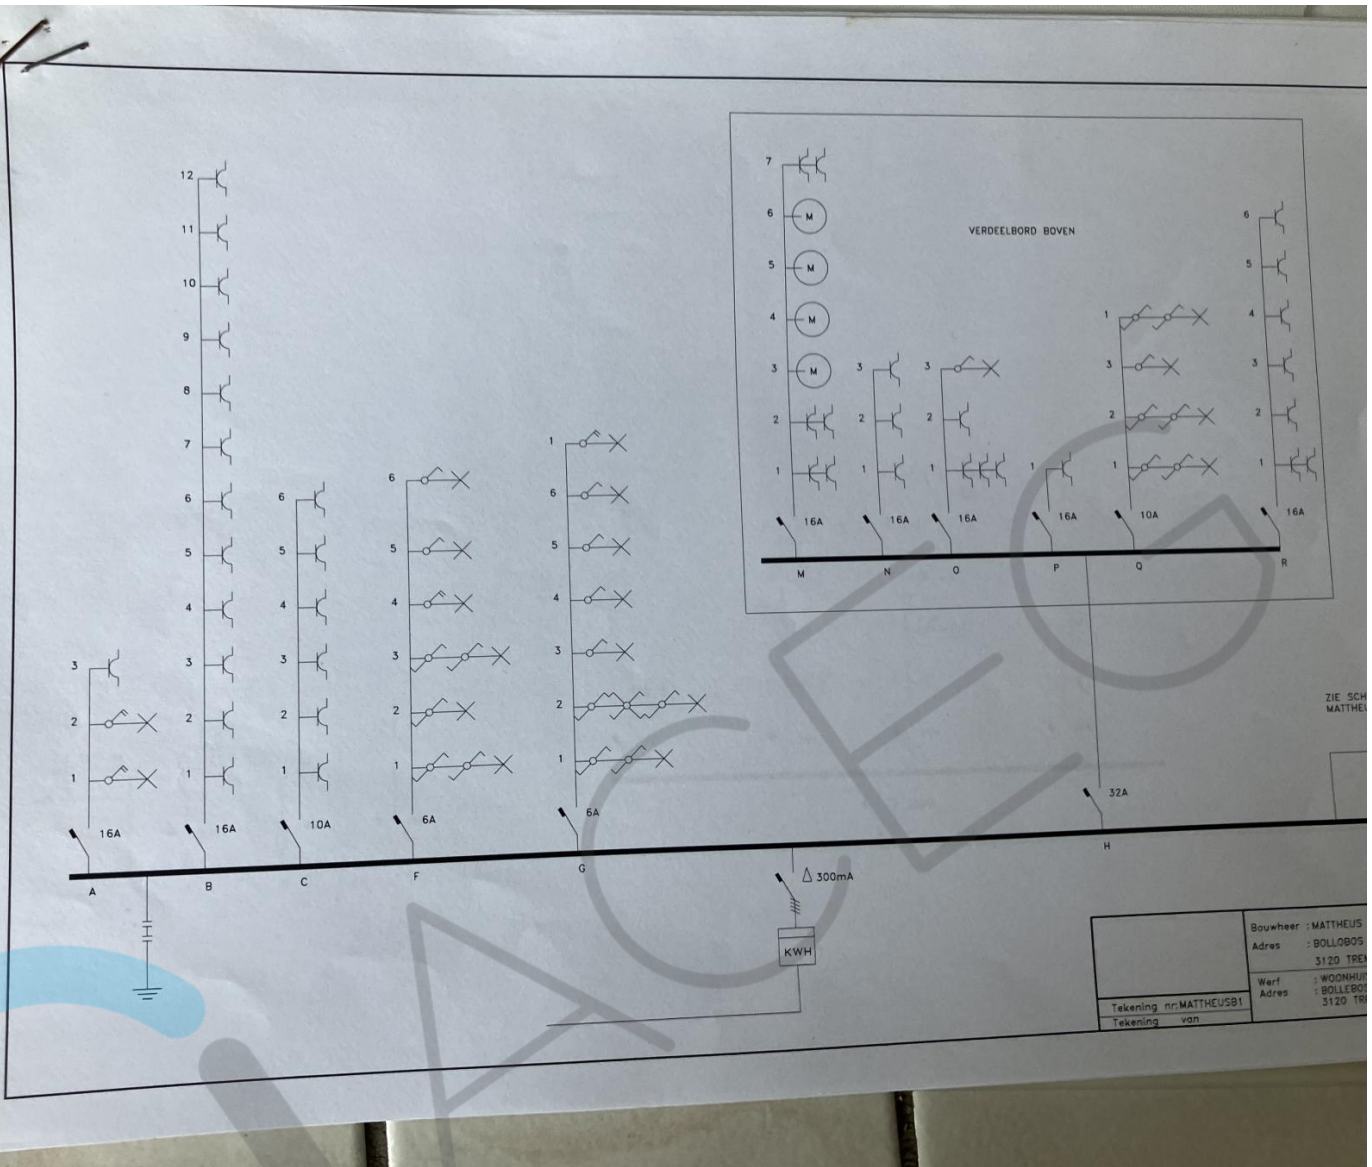 VERDEELBORD BOVEN
7
6
5
4
3
2
1
16A
M
3
2
1
16A
N
3
2
1
16A
O
1
16A
P
1
3
2
1
10A
Q
6
5
4
3
2
1
16A
R
12
11
10
9
8
7
6
5
4
3
2
1
16A
B
3
2
1
16A
A
6
5
4
3
2
1
10A
C
6
5
4
3
2
1
6A
F
1
6
5
4
3
2
1
6A
G
M
M
M
M
32A
H
ZIE SCH
MATTHEU
Δ 300mA
KWH
Bouwheer : MATTHEUS
Adres : BOLLOBOS
3120 TREM
Werf : WOONHUI
Adres : BOLLEBOS
3120 TRE
Tekening nr:MATTHEUSB1
Tekening van
ACEG